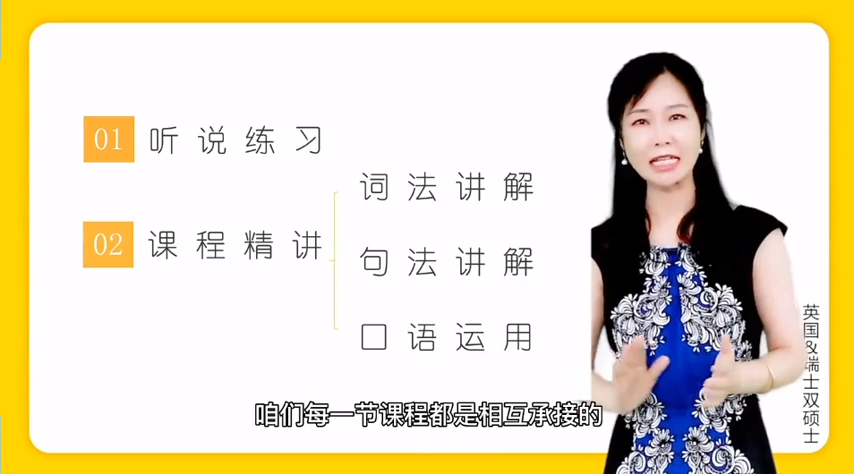 01 听说练习
02 课程精讲
词法讲解
句法讲解
口语运用
英国&瑞士双硕士
咱们每一节课程都是相互承接的